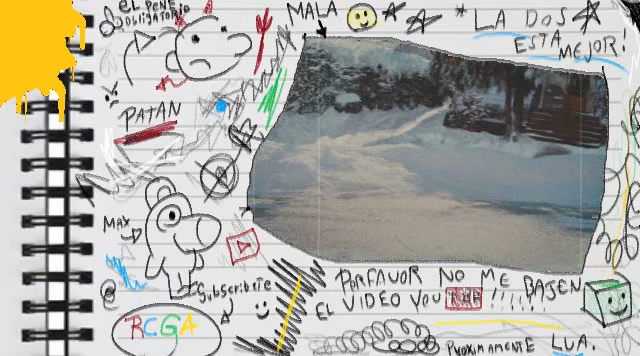 EL PENE
obligatorio
MALA
LA DOS
ESTA
MEJOR!
PATAN
MAX
Subscribete
RCGA
PORFAVOR NO ME BAJEN
EL VIDEO YOU
PROXIMAMENTE LUA.